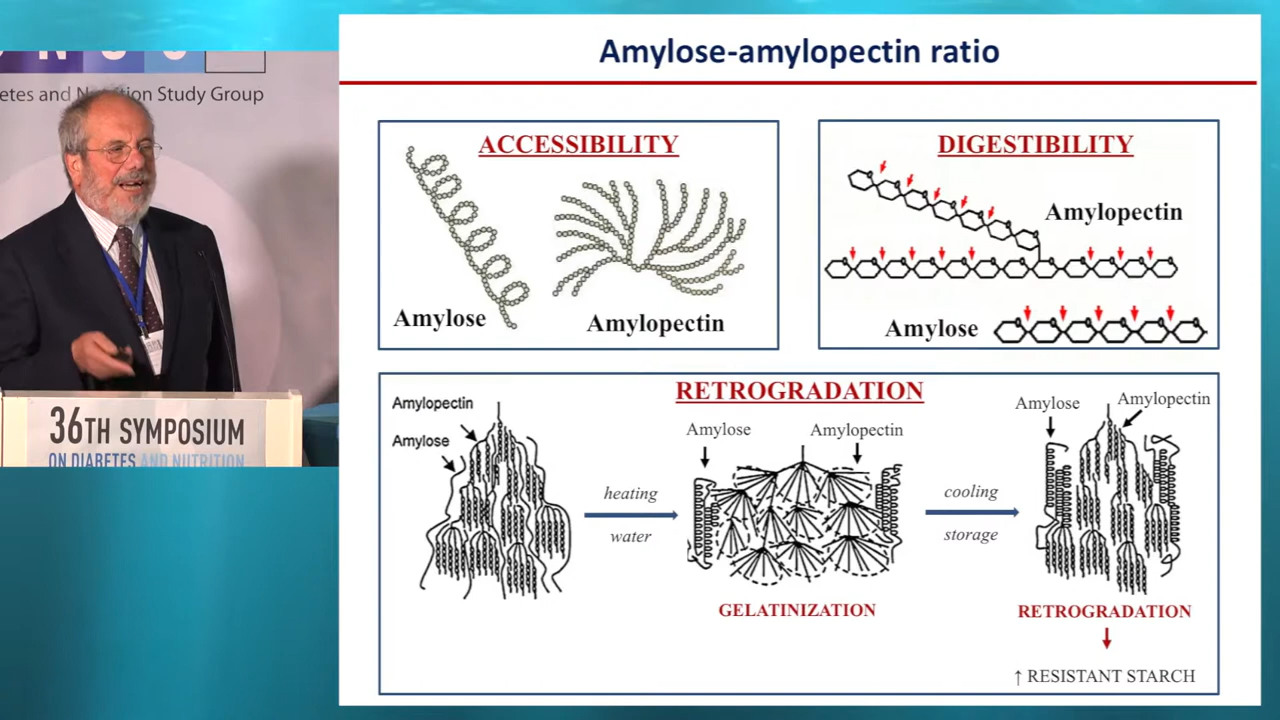 etes and Nutrition Study Group
36TH SYMPOSIUM
ON DIABETES AND NUTRITION
Amylose-amylopectin ratio
ACCESSIBILITY
Amylose
Amylopectin
DIGESTIBILITY
Amylopectin
Amylose
RETROGRADATION
Amylopectin
Amylose
heating
water
Amylose
Amylopectin
GELATINIZATION
cooling
storage
Amylose
Amylopectin
RETROGRADATION
↑ RESISTANT STARCH